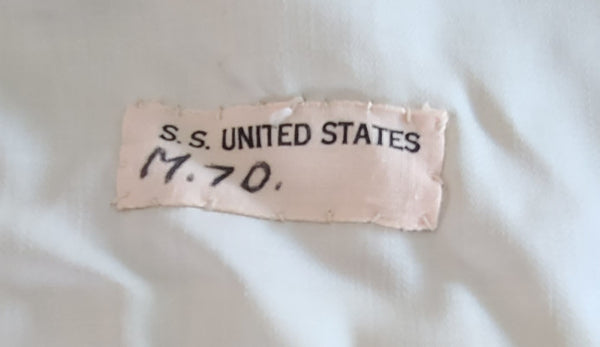 S. S. UNITED STATES
M. 70.